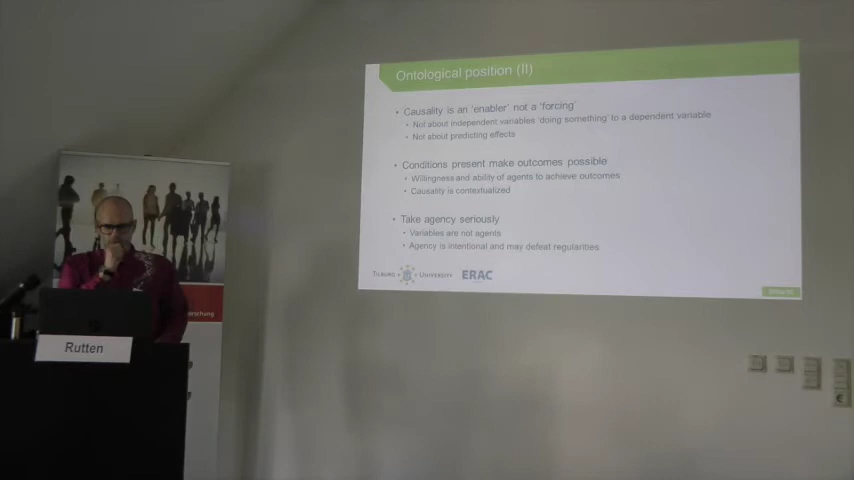 Ontological position (II)
• Causality is an 'enabler' not a 'forcing'
• Not about independent variables 'doing something' to a dependent variable
• Not about predicting effects
• Conditions present make outcomes possible
• Willingness and ability of agents to achieve outcomes
• Causality is contextualized
• Take agency seriously
• Variables are not agents
• Agency is intentional and may defeat regularities
TILBURG UNIVERSITY ERAC
Rutten